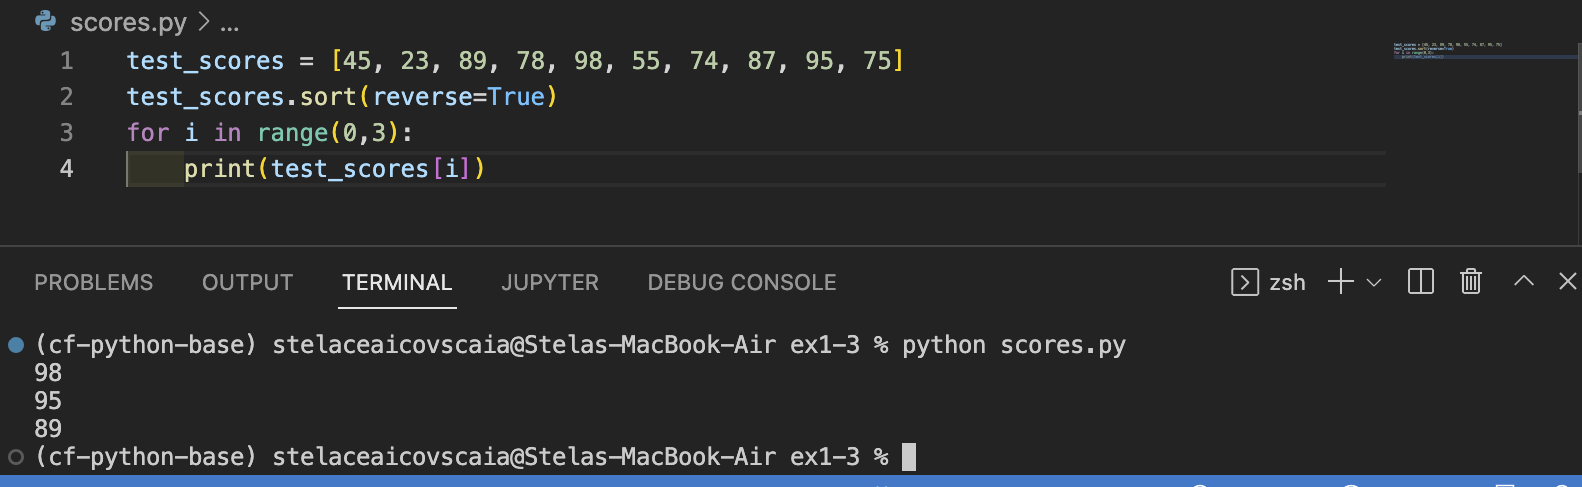 scores.py > ...
1 test_scores = [45, 23, 89, 78, 98, 55, 74, 87, 95, 75]
2 test_scores.sort(reverse=True)
3 for i in range(0,3):
4     print(test_scores[i])
PROBLEMS OUTPUT TERMINAL JUPYTER DEBUG CONSOLE zsh
(cf-python-base) stelaceaicovscaia@Stelas-MacBook-Air ex1-3 % python scores.py
98
95
89
(cf-python-base) stelaceaicovscaia@Stelas-MacBook-Air ex1-3 %